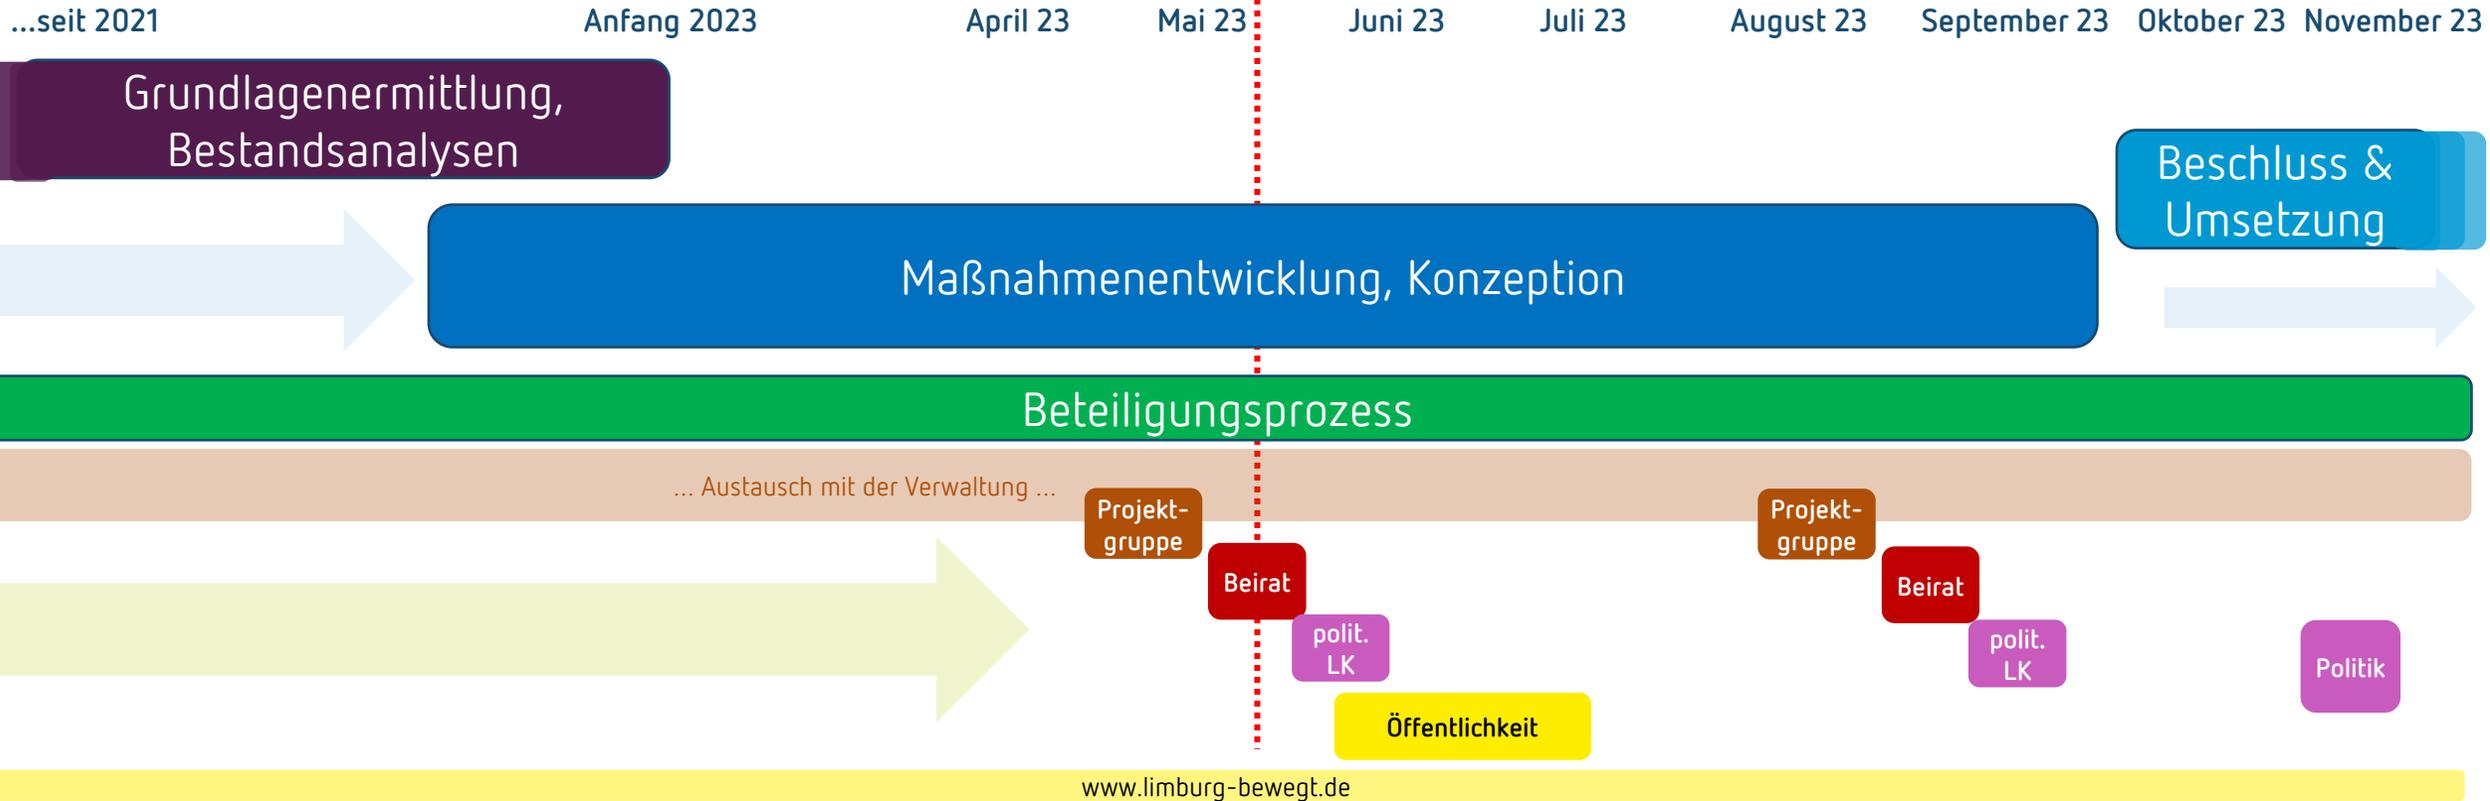 ...seit 2021 Anfang 2023 April 23 Mai 23 Juni 23 Juli 23 August 23 September 23 Oktober 23 November 23
Grundlagenermittlung,
Bestandsanalysen
Beschluss &
Umsetzung
Maßnahmenentwicklung, Konzeption
Beteiligungsprozess
... Austausch mit der Verwaltung ...
Projekt-
gruppe
Beirat
polit.
LK
Öffentlichkeit
Projekt-
gruppe
Beirat
polit.
LK
Politik
www.limburg-bewegt.de